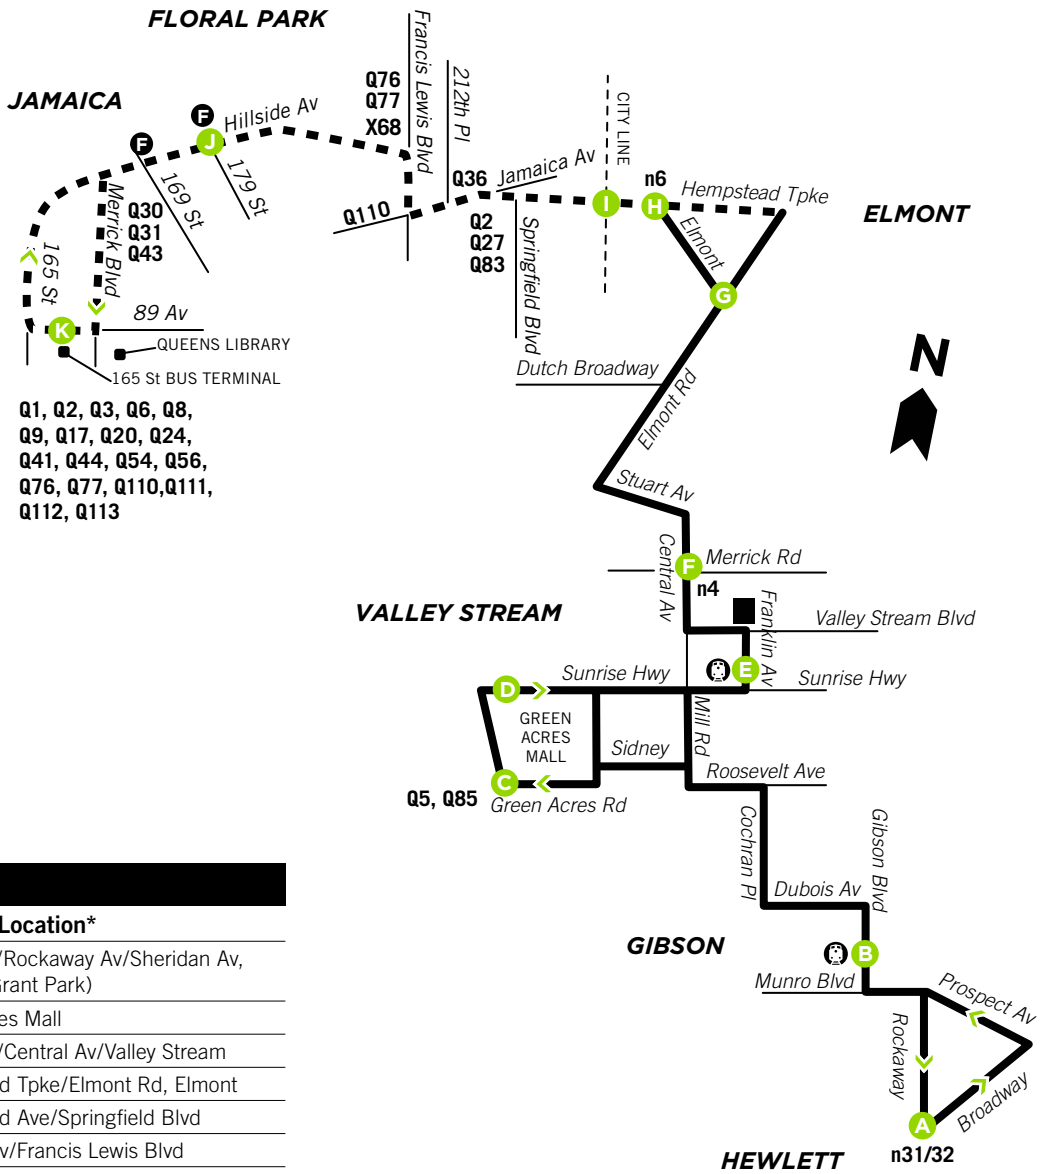 FLORAL PARK
JAMAICA
F
F
J
Hillside Av
179 St
169 St
Merrick Blvd
165 St
Q30
Q31
Q43
K
89 Av
QUEENS LIBRARY
165 St BUS TERMINAL
Q1, Q2, Q3, Q6, Q8,
Q9, Q17, Q20, Q24,
Q41, Q44, Q54, Q56,
Q76, Q77, Q110,Q111,
Q112, Q113
Q76
Q77
X68
Francis Lewis Blvd
212th Pl
Q110
Q36
Jamaica Av
Q2
Q27
Q83
Springfield Blvd
CITY LINE
I
n6
H
Hempstead Tpke
ELMONT
Elmont
G
Dutch Broadway
Elmont Rd
N
Stuart Av
Central Av
F
Merrick Rd
n4
VALLEY STREAM
Franklin Av
Valley Stream Blvd
E
Sunrise Hwy
Sunrise Hwy
D
GREEN
ACRES
MALL
Mill Rd
Sidney
Roosevelt Ave
C
Q5, Q85
Green Acres Rd
Cochran Pl
Gibson Blvd
Dubois Av
GIBSON
B
Munro Blvd
Prospect Av
Rockaway
Broadway
A
HEWLETT
n31/32
Location*
/Rockaway Av/Sheridan Av,
Grant Park)
es Mall
/Central Av/Valley Stream
d Tpke/Elmont Rd, Elmont
d Ave/Springfield Blvd
v/Francis Lewis Blvd